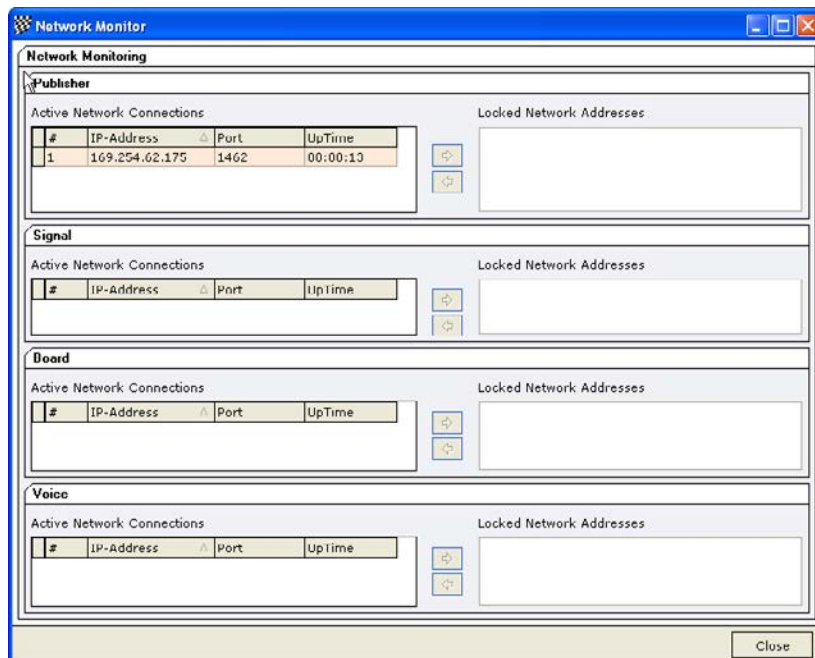 Network Monitor
Network Monitoring
Publisher
Active Network Connections
Locked Network Addresses
# IP-Address Port UpTime
1 169.254.62.175 1462 00:00:13
Signal
Active Network Connections
Locked Network Addresses
# IP-Address Port UpTime
Board
Active Network Connections
Locked Network Addresses
# IP-Address Port UpTime
Voice
Active Network Connections
Locked Network Addresses
# IP-Address Port UpTime
Close